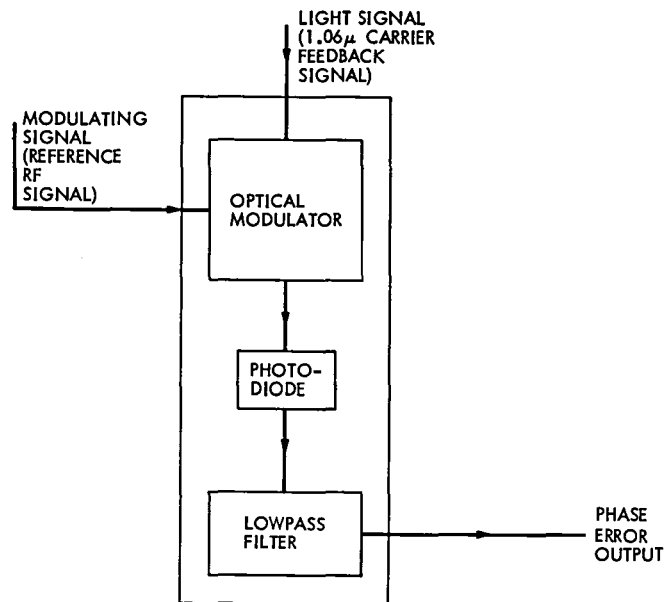 LIGHT SIGNAL
(1.06μ CARRIER
FEEDBACK
SIGNAL)
MODULATING
SIGNAL
(REFERENCE
RF
SIGNAL)
OPTICAL
MODULATOR
PHOTO-
DIODE
LOWPASS
FILTER
PHASE
ERROR
OUTPUT